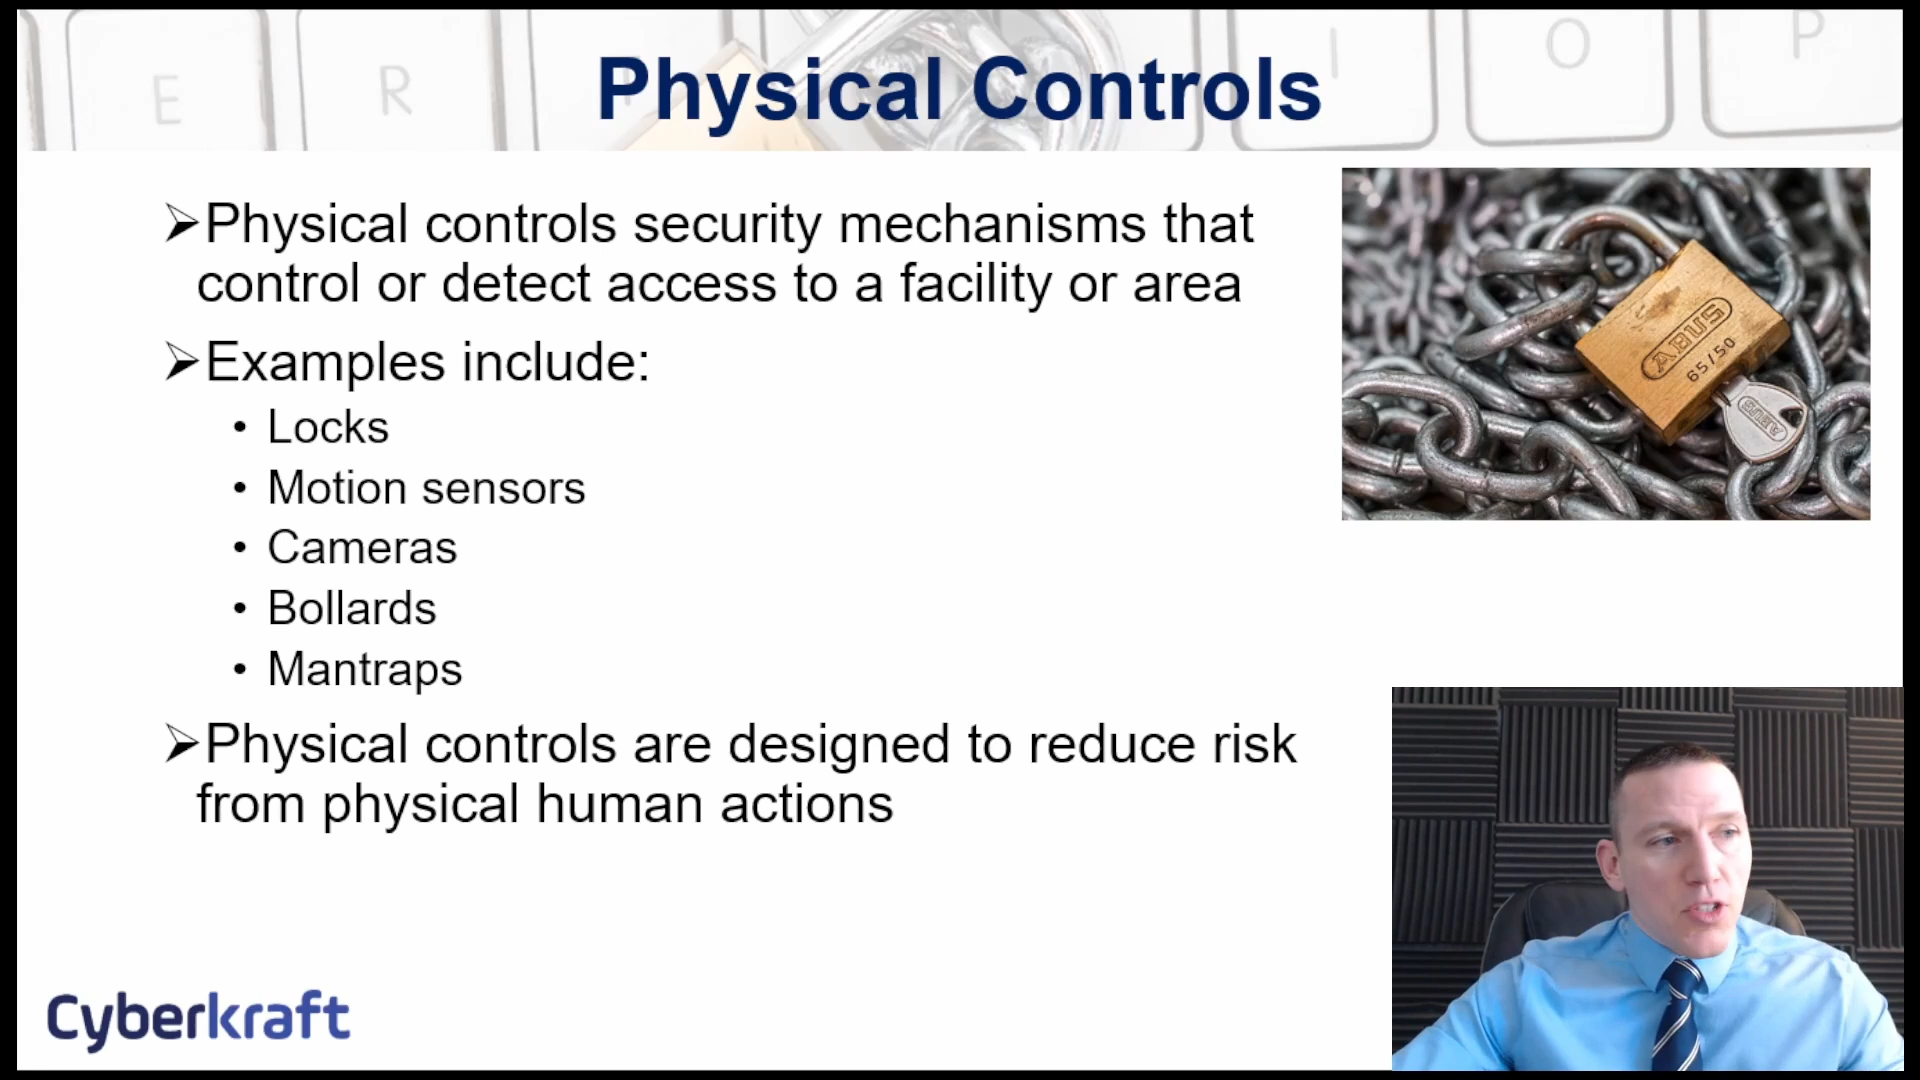 E R I O P
Physical Controls
➢Physical controls security mechanisms that
control or detect access to a facility or area
➢Examples include:
• Locks
• Motion sensors
• Cameras
• Bollards
• Mantraps
➢Physical controls are designed to reduce risk
from physical human actions
ABUS
65/50
ABUS
Cyberkraft